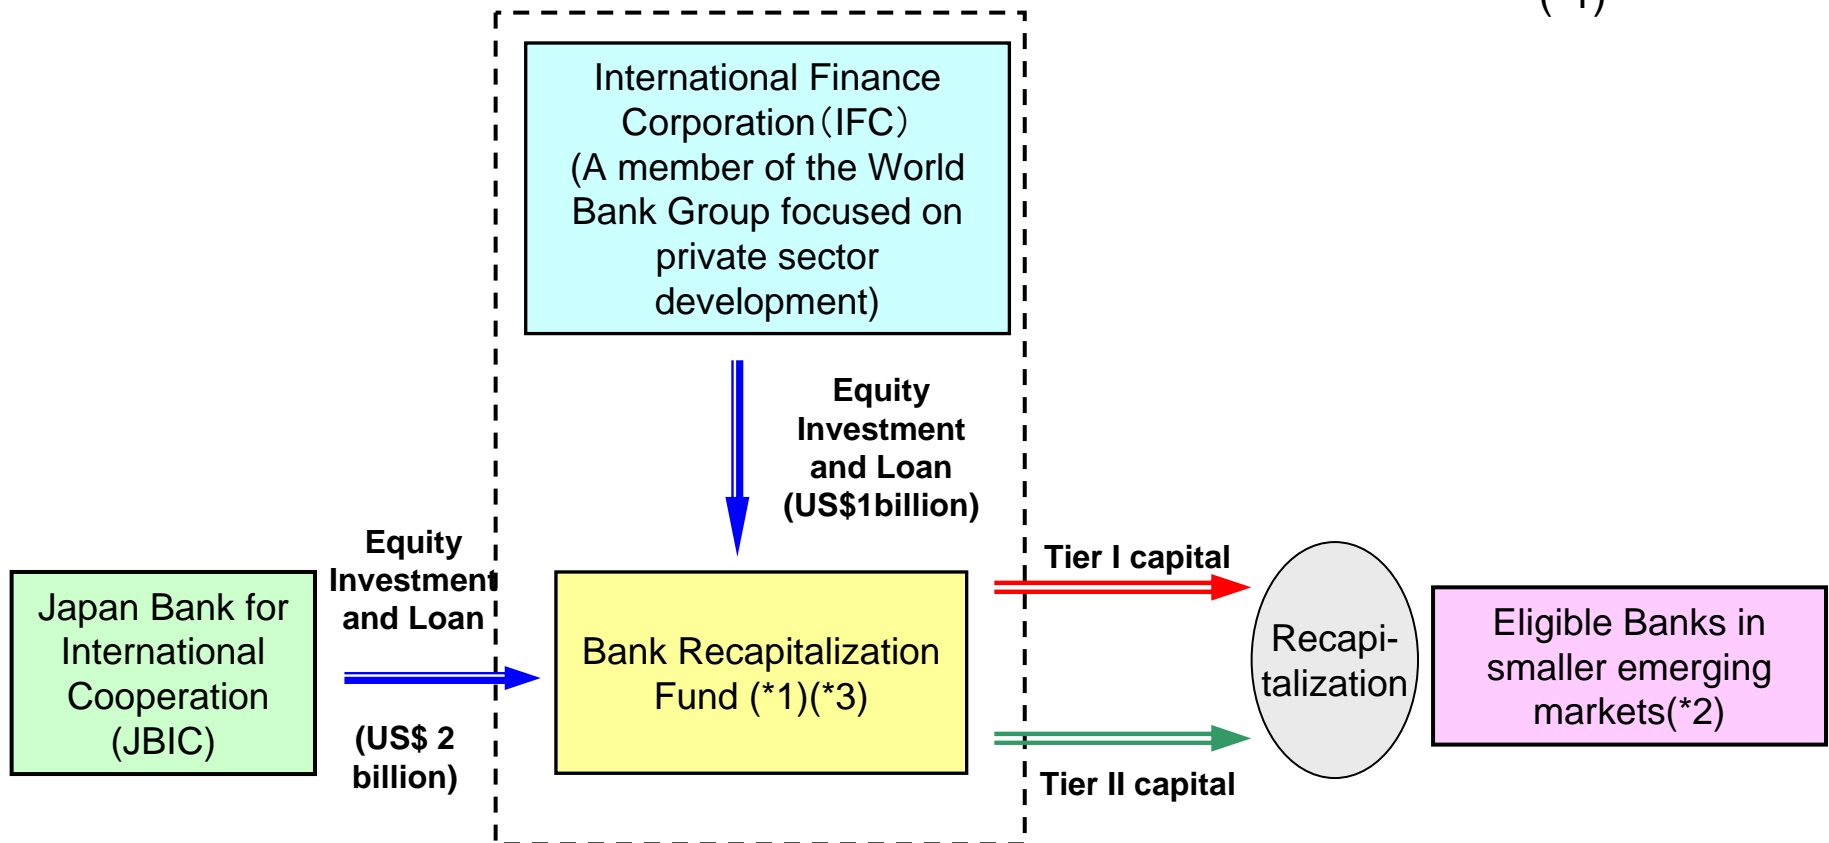 International Finance
Corporation（IFC）
(A member of the World
Bank Group focused on
private sector
development)
Equity
Investment
and Loan
(US$1billion)
Equity
Investment
and Loan
(US$ 2
billion)
Japan Bank for
International
Cooperation
(JBIC)
Bank Recapitalization
Fund (*1)(*3)
Tier I capital
Tier II capital
Recapi-
talization
Eligible Banks in
smaller emerging
markets(*2)